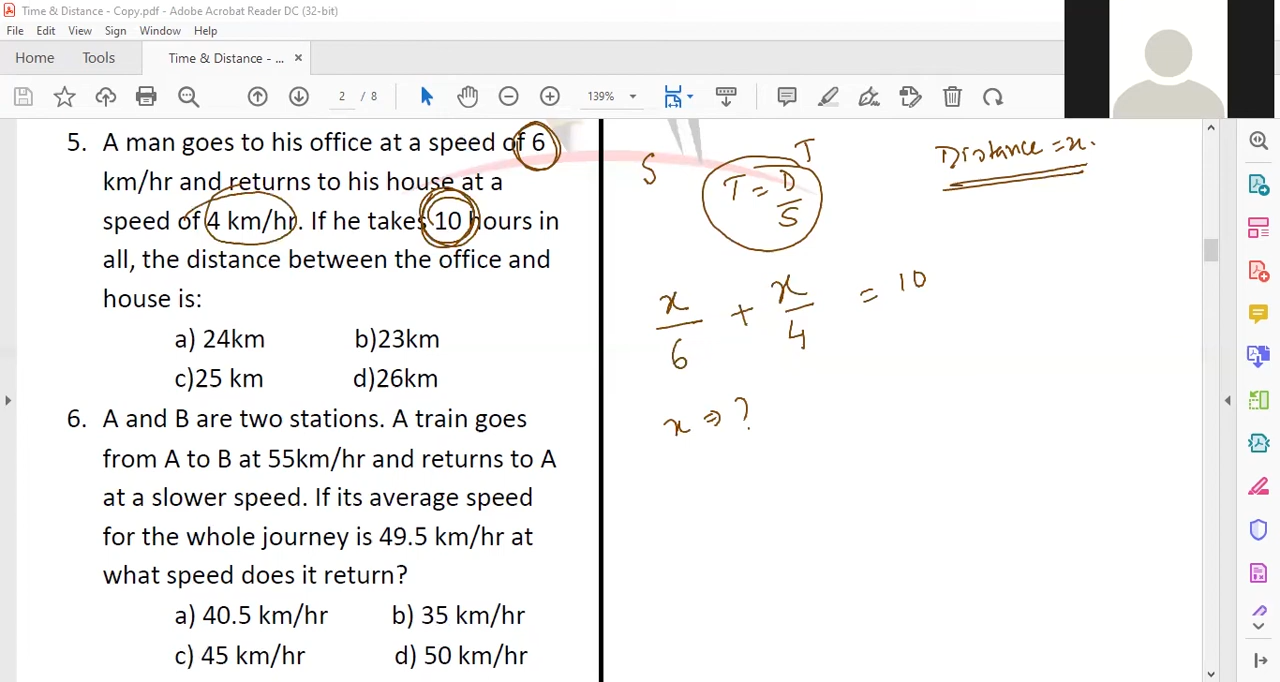 Time & Distance - Copy.pdf - Adobe Acrobat Reader DC (32-bit)
File Edit View Sign Window Help
Home Tools Time & Distance - ... ×
2 / 8 139%
5. A man goes to his office at a speed of 6
km/hr and returns to his house at a
speed of 4 km/hr. If he takes 10 hours in
all, the distance between the office and
house is:
a) 24km b)23km
c)25 km d)26km
6. A and B are two stations. A train goes
from A to B at 55km/hr and returns to A
at a slower speed. If its average speed
for the whole journey is 49.5 km/hr at
what speed does it return?
a) 40.5 km/hr b) 35 km/hr
c) 45 km/hr d) 50 km/hr
S T
T = D/S
Distance = x.
x/6 + x/4 = 10
x ⇒ ?